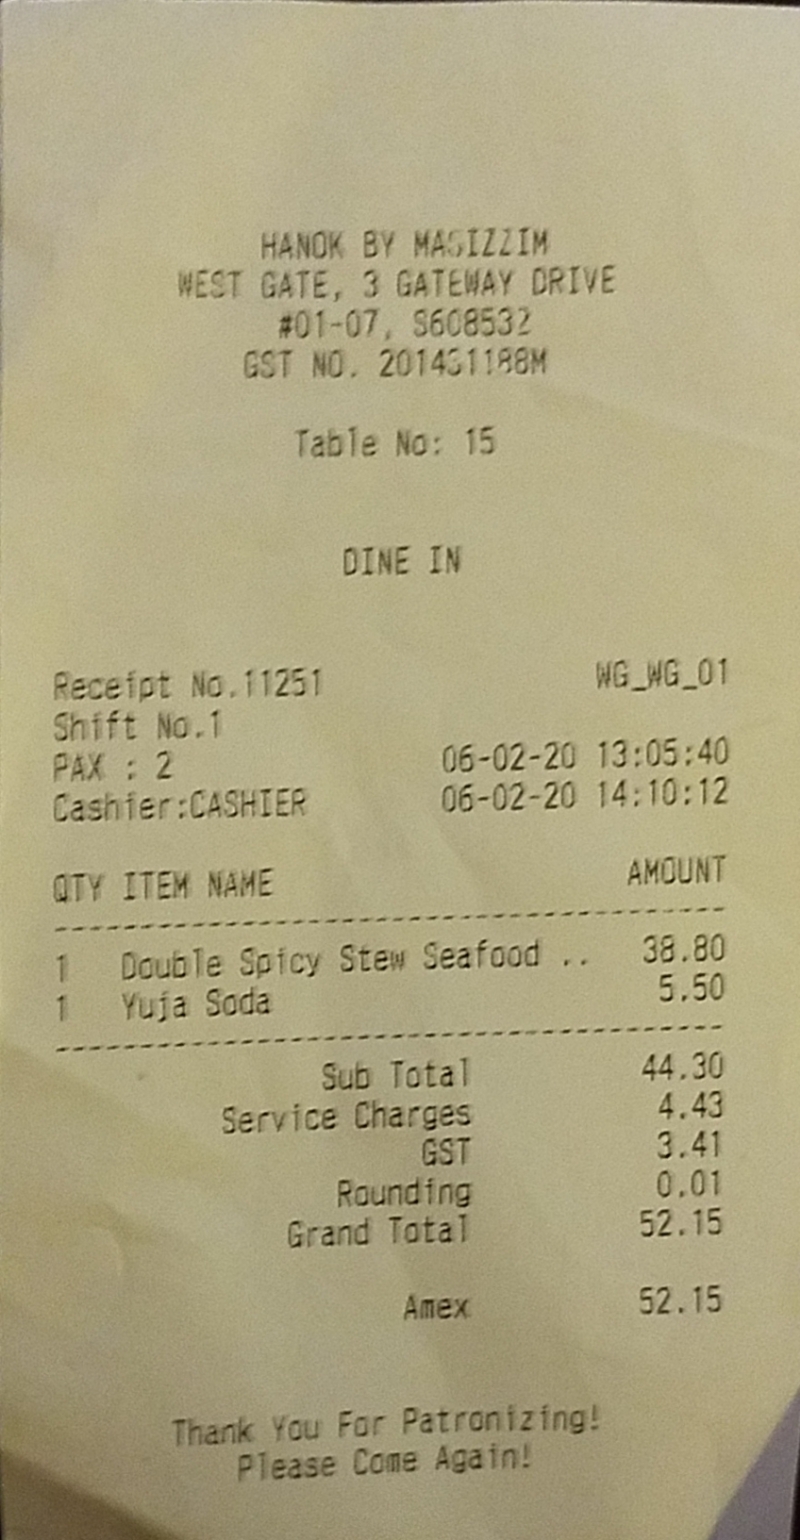 HANOK BY MASIZZIM
WEST GATE, 3 GATEWAY DRIVE
#01-07, S608532
GST NO. 201431188M
Table No: 15
DINE IN
Receipt No.11251 WG_WG_01
Shift No.1
PAX : 2 06-02-20 13:05:40
Cashier:CASHIER 06-02-20 14:10:12
QTY ITEM NAME AMOUNT
1 Double Spicy Stew Seafood .. 38.80
1 Yuja Soda 5.50
Sub Total 44.30
Service Charges 4.43
GST 3.41
Rounding 0.01
Grand Total 52.15
Amex 52.15
Thank You For Patronizing!
Please Come Again!